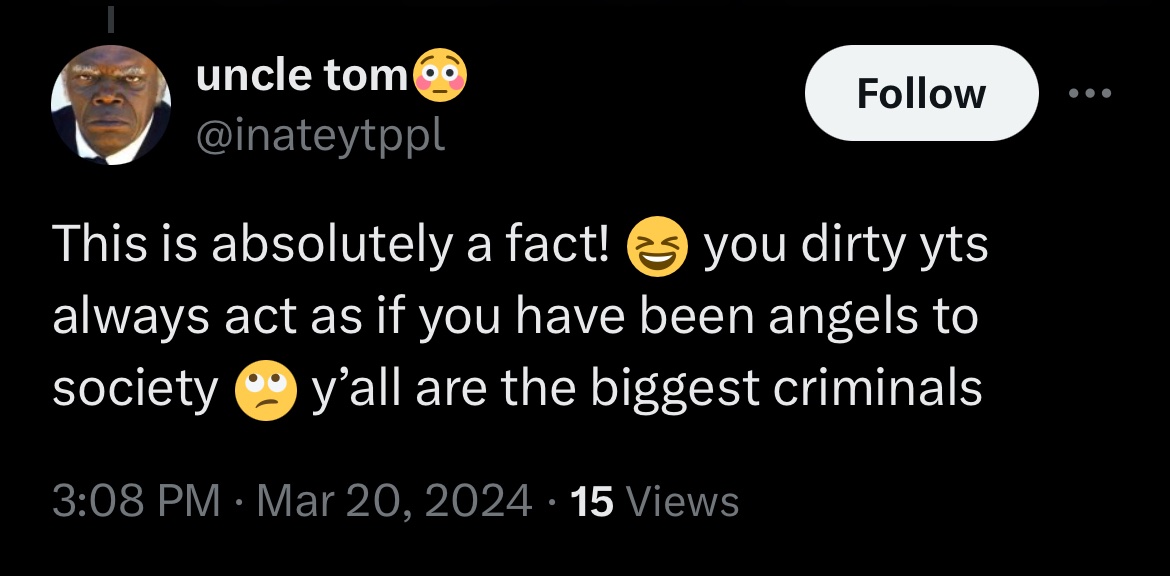 uncle tom😳
@inateytppl
Follow
This is absolutely a fact! 😆 you dirty yts
always act as if you have been angels to
society 🙄 y’all are the biggest criminals
3:08 PM · Mar 20, 2024 · 15 Views